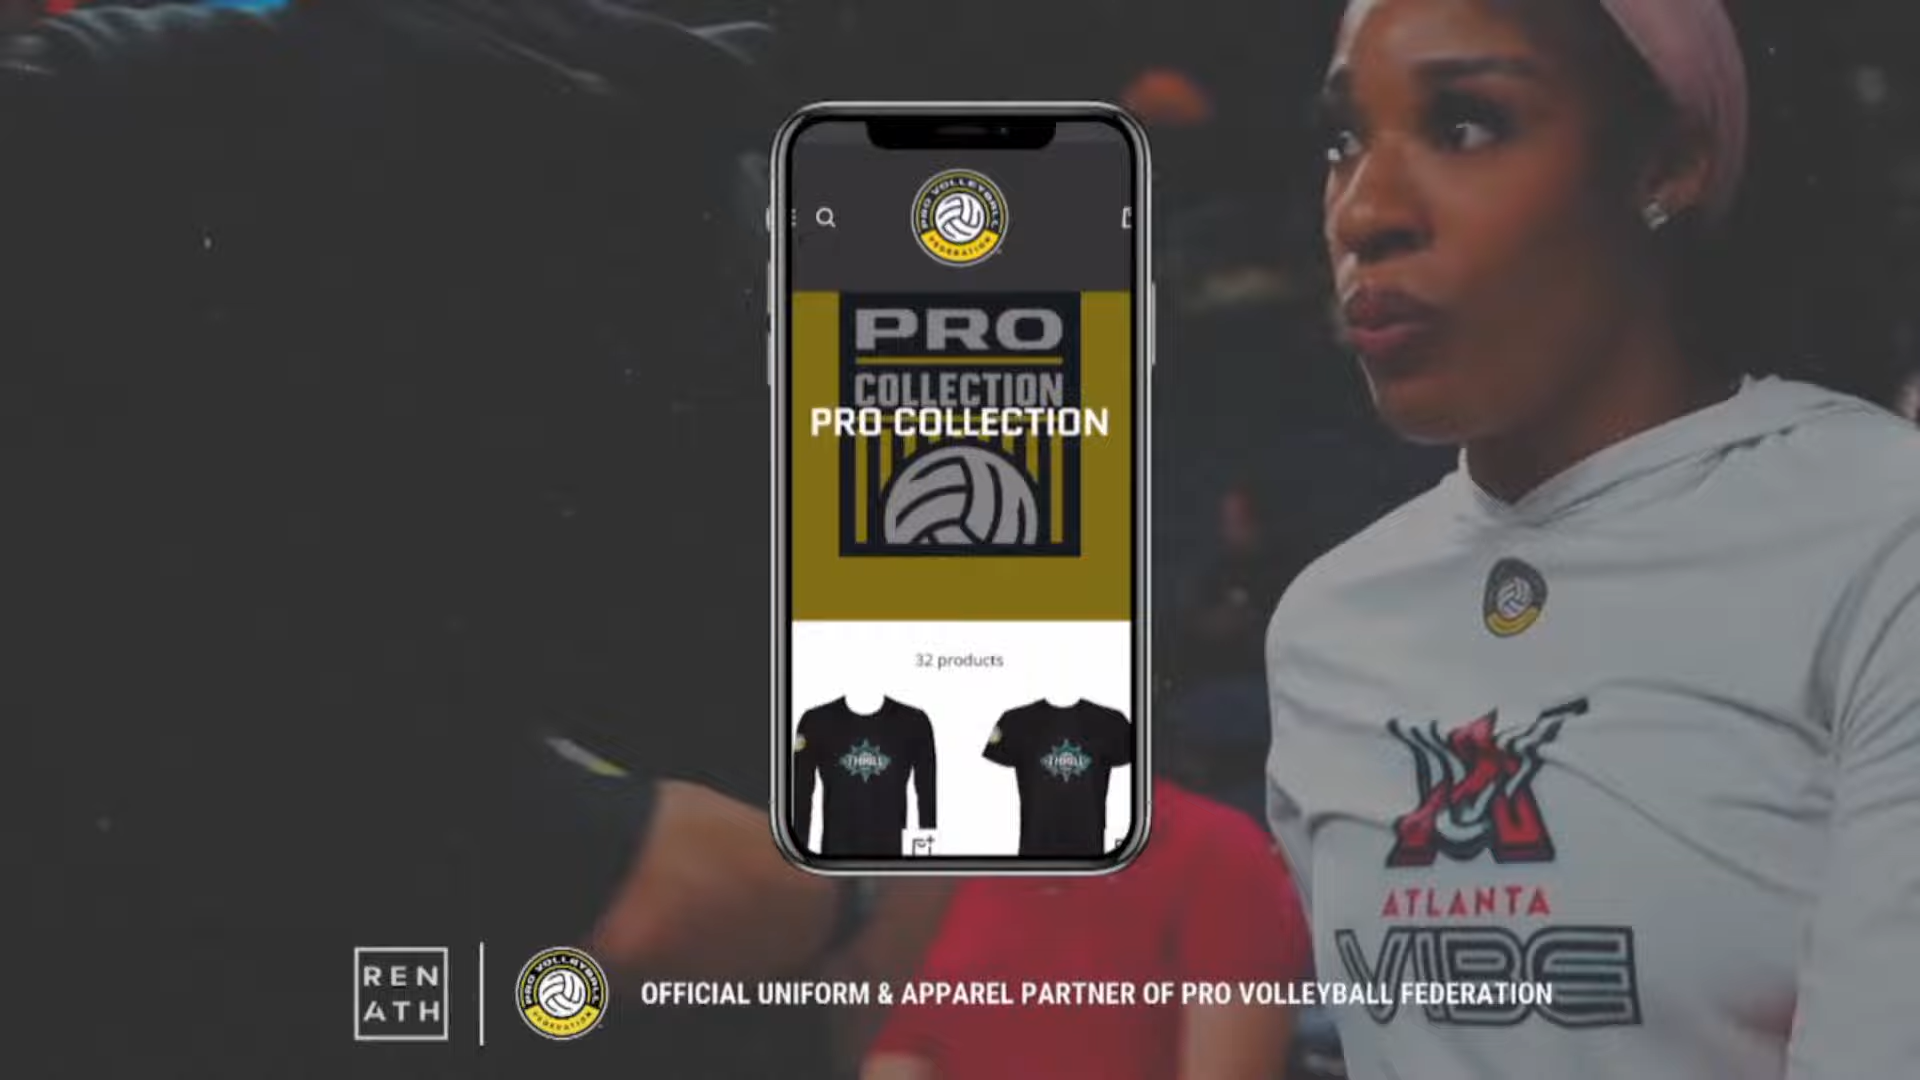 PRO VOLLEYBALL
FEDERATION
PRO
COLLECTION
PRO COLLECTION
32 products
THRILL
THRILL
ATLANTA
VIBE
REN
ATH
PRO VOLLEYBALL
FEDERATION
OFFICIAL UNIFORM & APPAREL PARTNER OF PRO VOLLEYBALL FEDERATION